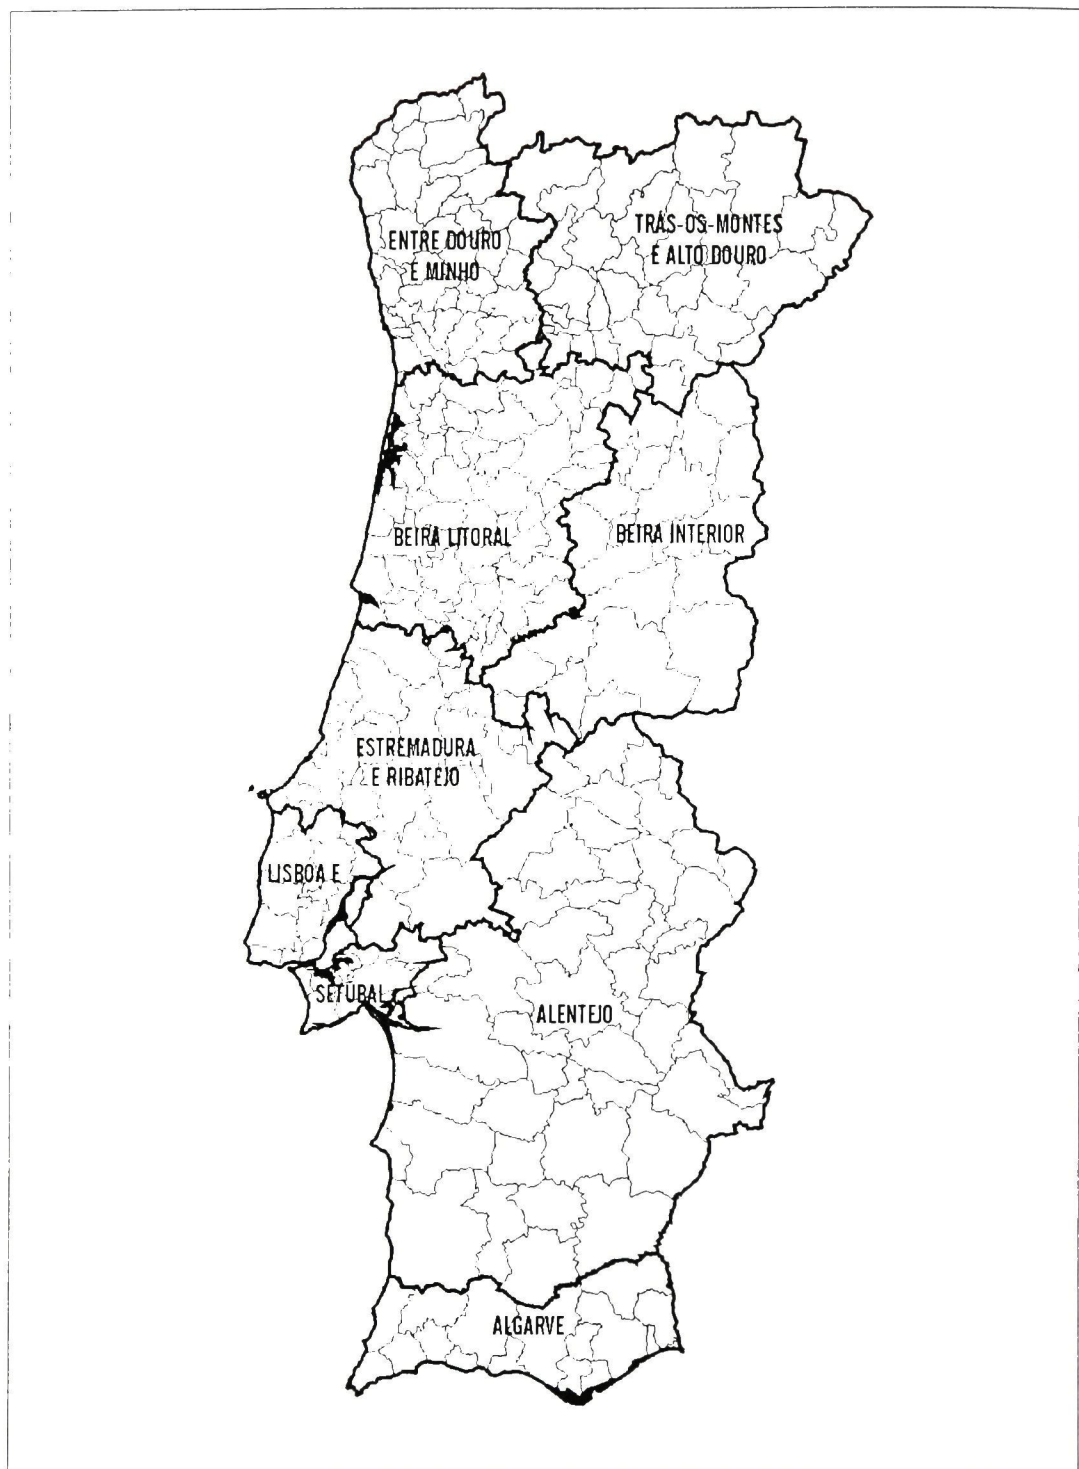 ENTRE DOURO
E MINHO
TRÁS-OS-MONTES
E ALTO DOURO
BEIRA LITORAL
BEIRA INTERIOR
ESTREMADURA
E RIBATEJO
LISBOA E
SETÚBAL
ALENTEJO
ALGARVE